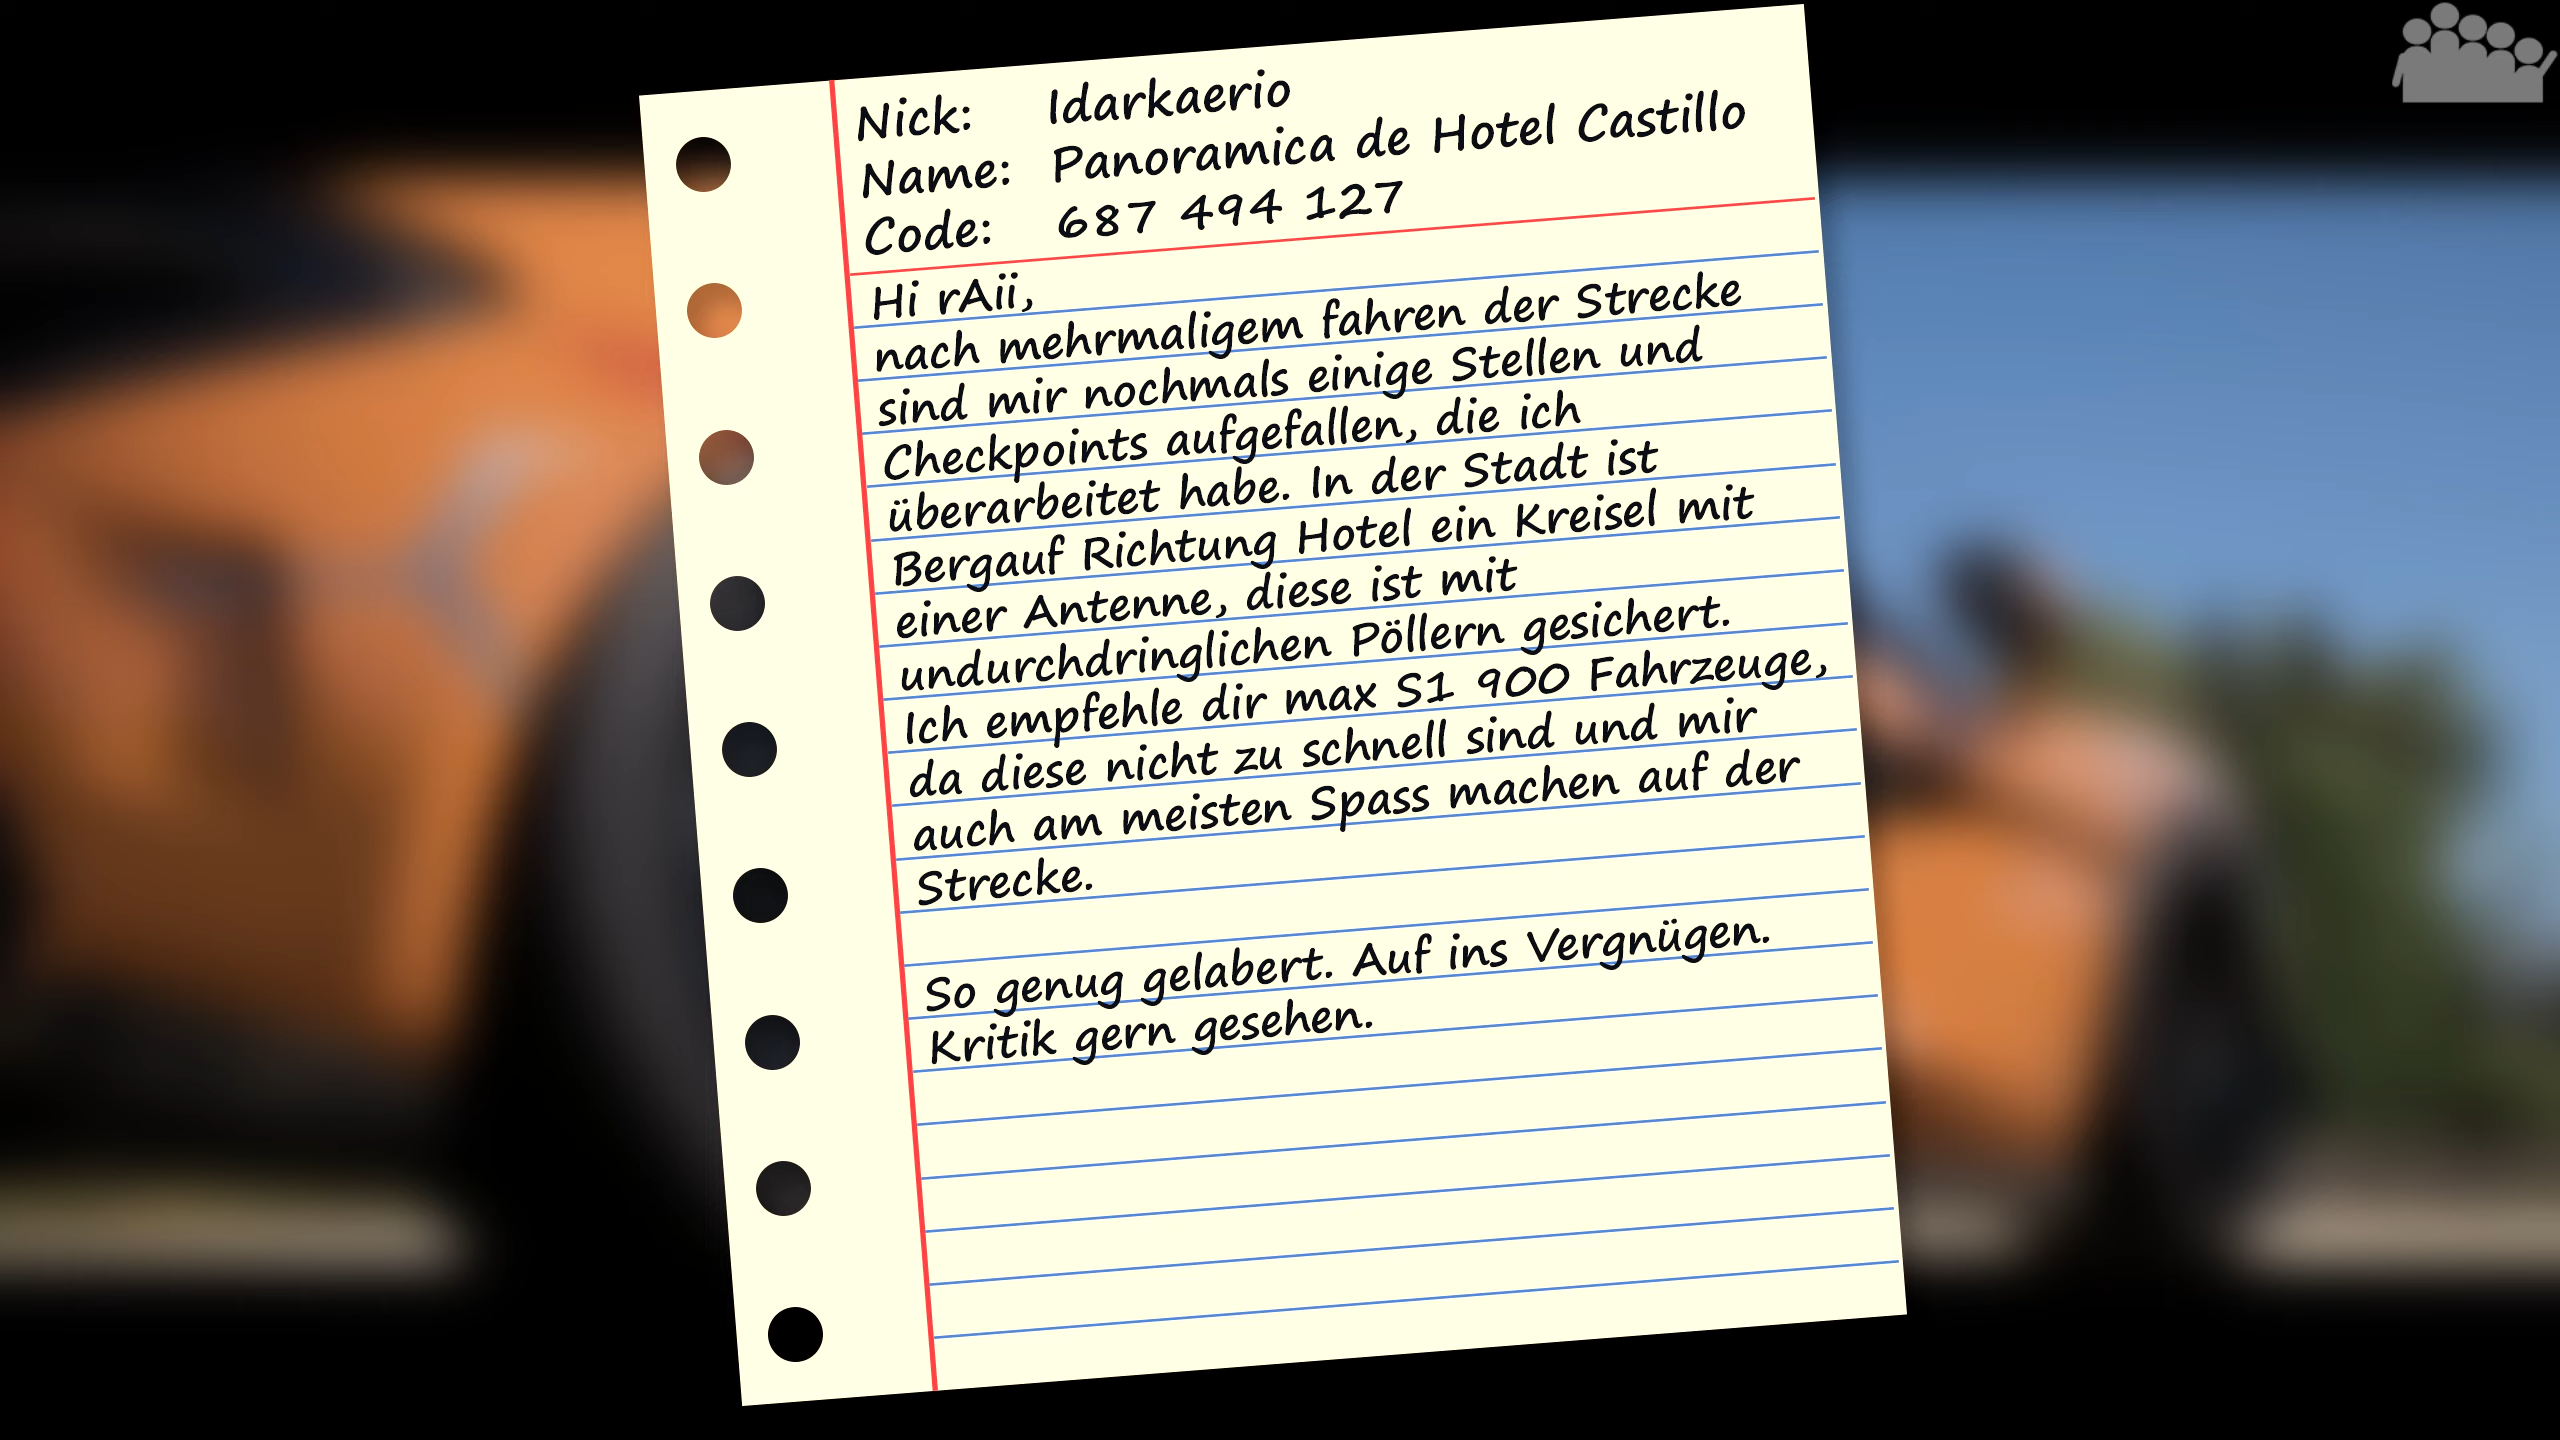 Nick: Idarkaerio
Name: Panoramica de Hotel Castillo
Code: 687 494 127
Hi rAii,
nach mehrmaligem fahren der Strecke
sind mir nochmals einige Stellen und
Checkpoints aufgefallen, die ich
überarbeitet habe. In der Stadt ist
Bergauf Richtung Hotel ein Kreisel mit
einer Antenne, diese ist mit
undurchdringlichen Pöllern gesichert.
Ich empfehle dir max S1 900 Fahrzeuge,
da diese nicht zu schnell sind und mir
auch am meisten Spass machen auf der
Strecke.
So genug gelabert. Auf ins Vergnügen.
Kritik gern gesehen.